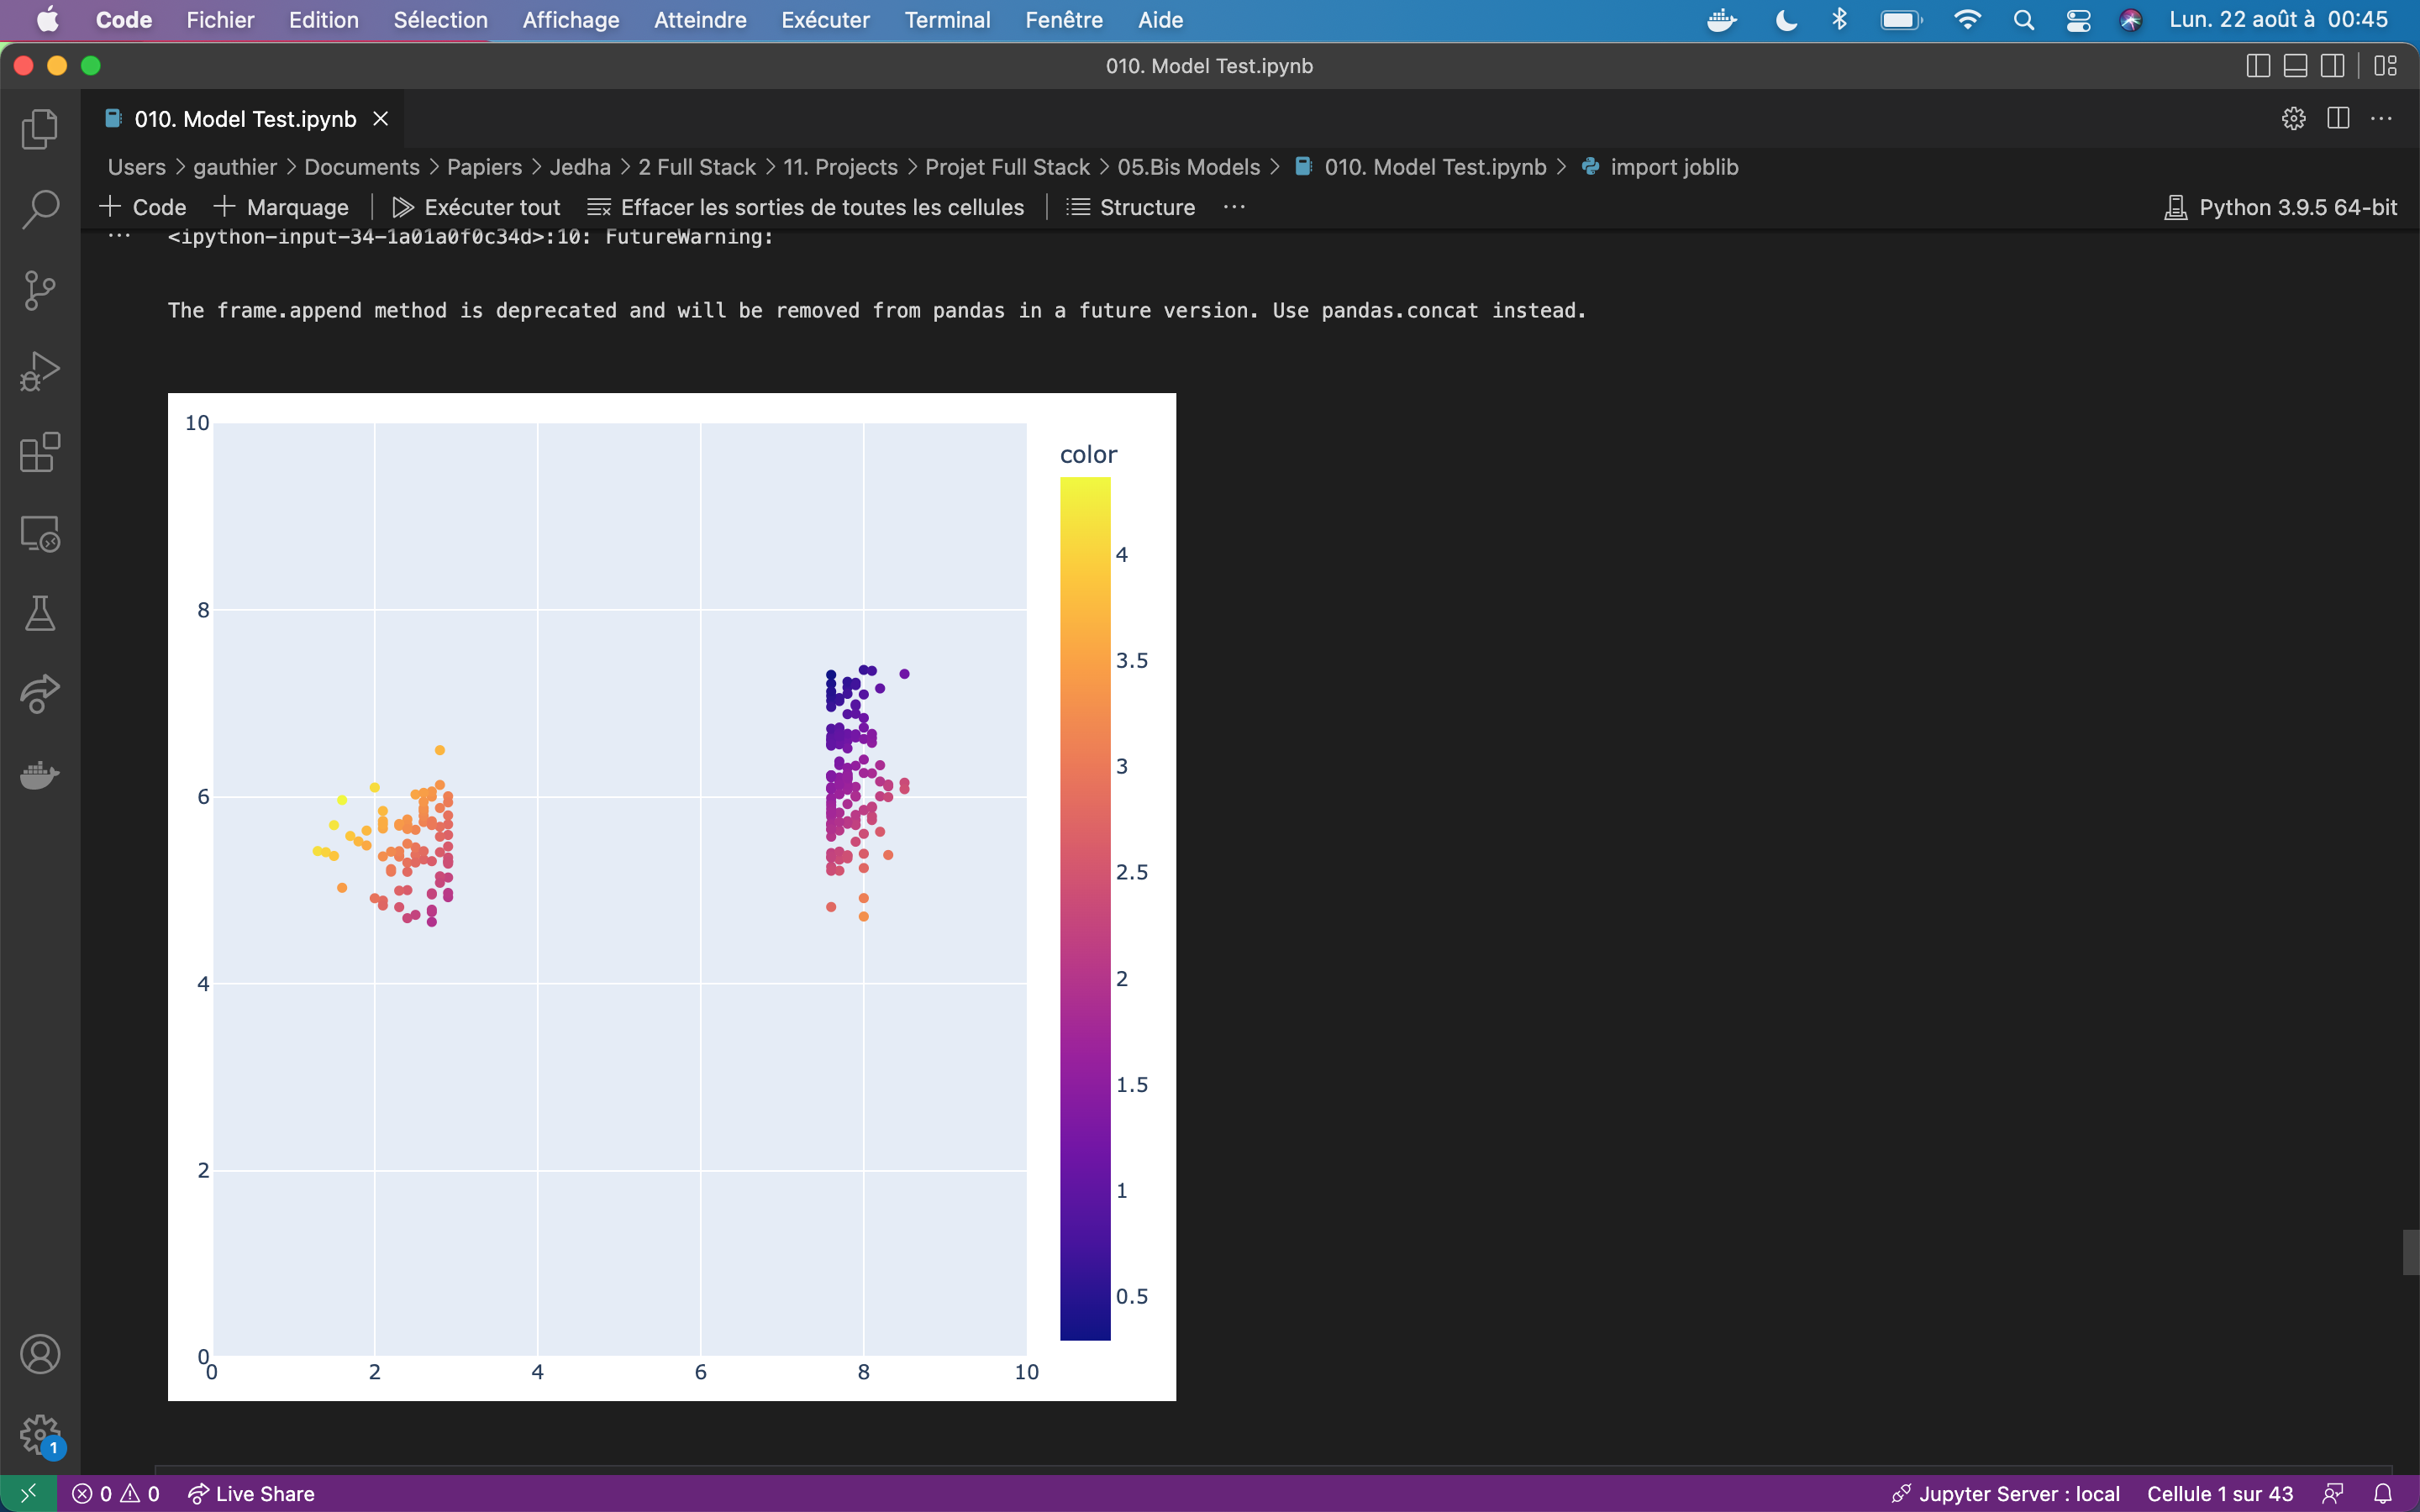 Code Fichier Edition Sélection Affichage Atteindre Exécuter Terminal Fenêtre Aide Lun. 22 août à 00:45
010. Model Test.ipynb
010. Model Test.ipynb
Users > gauthier > Documents > Papiers > Jedha > 2 Full Stack > 11. Projects > Projet Full Stack > 05.Bis Models > 010. Model Test.ipynb > import joblib
+ Code + Marquage Exécuter tout Effacer les sorties de toutes les cellules Structure ... Python 3.9.5 64-bit
... <ipython-input-34-1a01a0f0c34d>:10: FutureWarning:
The frame.append method is deprecated and will be removed from pandas in a future version. Use pandas.concat instead.
10
8
6
4
2
0
0 2 4 6 8 10
color
4
3.5
3
2.5
2
1.5
1
0.5
1
0 0 Live Share Jupyter Server : local Cellule 1 sur 43